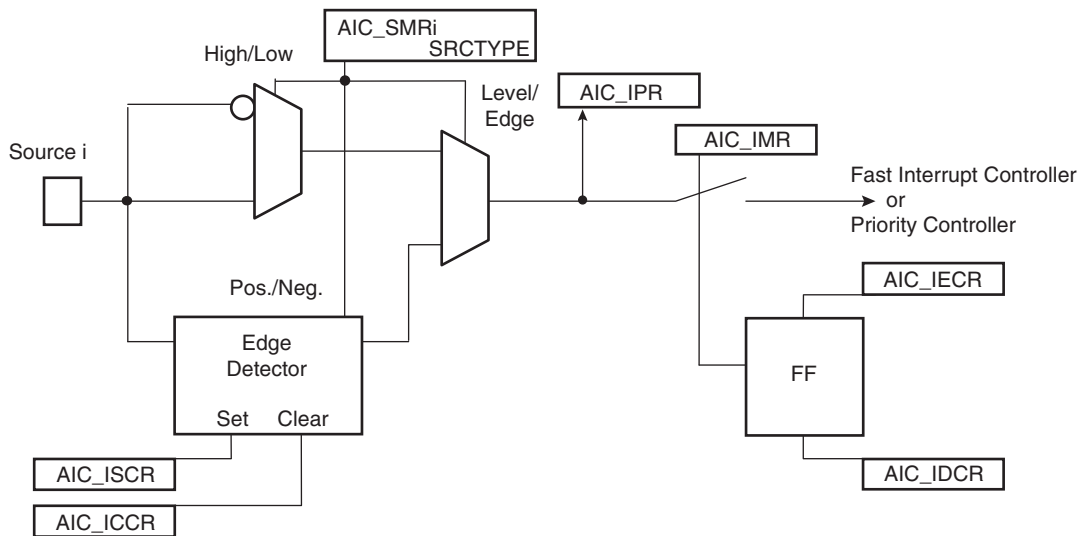 AIC_SMRi
SRCTYPE
High/Low
Level/
Edge
AIC_IPR
AIC_IMR
Source i
Fast Interrupt Controller
or
Priority Controller
Pos./Neg.
AIC_IECR
Edge
Detector
FF
Set Clear
AIC_ISCR
AIC_IDCR
AIC_ICCR